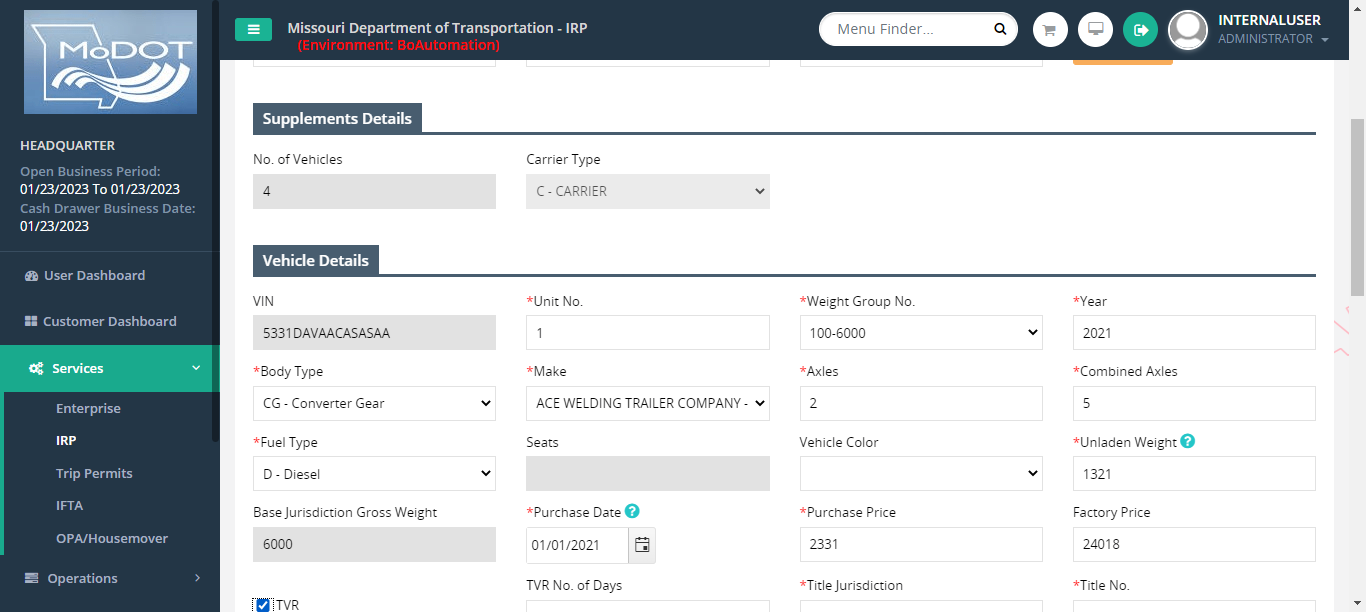 MoDOT
HEADQUARTER
Open Business Period:
01/23/2023 To 01/23/2023
Cash Drawer Business Date:
01/23/2023
User Dashboard
Customer Dashboard
Services
Enterprise
IRP
Trip Permits
IFTA
OPA/Housemover
Operations
Missouri Department of Transportation - IRP
(Environment: BoAutomation)
Menu Finder...
INTERNALUSER
ADMINISTRATOR
Supplements Details
No. of Vehicles
Carrier Type
4
C - CARRIER
Vehicle Details
VIN
*Unit No.
*Weight Group No.
*Year
5331DAVAACASASAA
1
100-6000
2021
*Body Type
*Make
*Axles
*Combined Axles
CG - Converter Gear
ACE WELDING TRAILER COMPANY -
2
5
*Fuel Type
Seats
Vehicle Color
*Unladen Weight ?
D - Diesel
1321
Base Jurisdiction Gross Weight
*Purchase Date ?
*Purchase Price
Factory Price
6000
01/01/2021
2331
24018
TVR
TVR No. of Days
*Title Jurisdiction
*Title No.